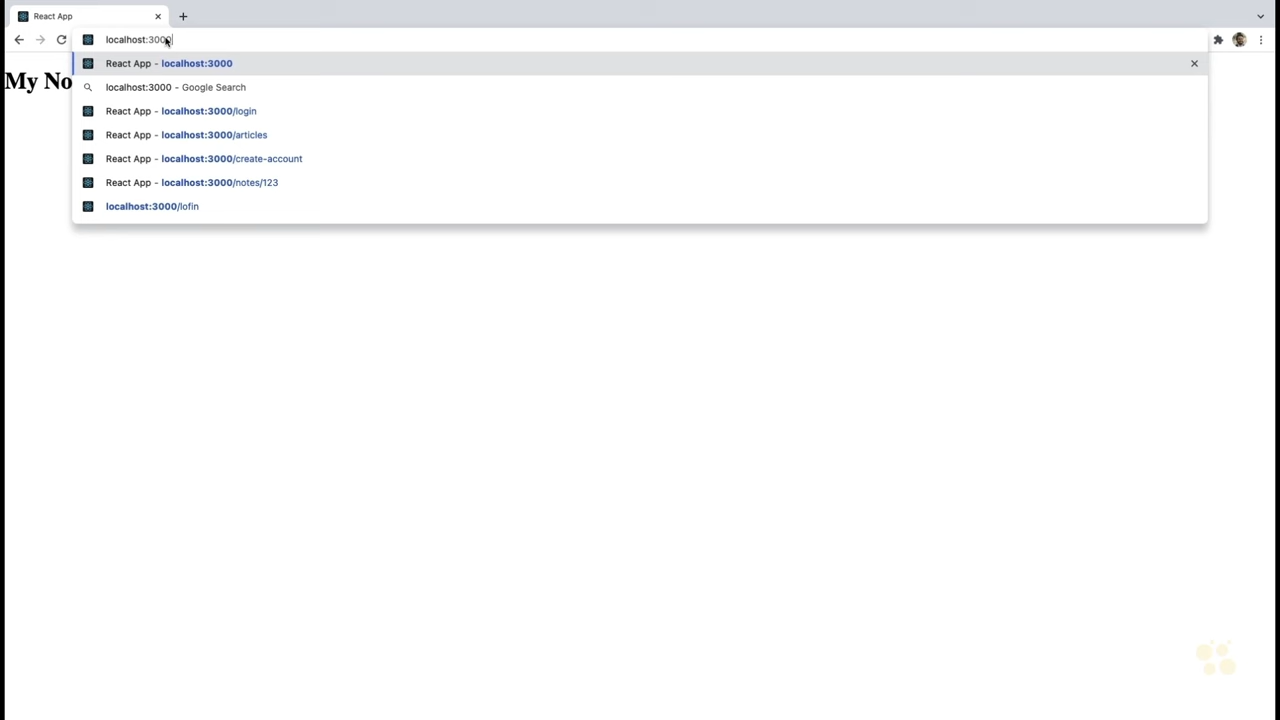 React App
localhost:3000
React App - localhost:3000
localhost:3000 - Google Search
React App - localhost:3000/login
React App - localhost:3000/articles
React App - localhost:3000/create-account
React App - localhost:3000/notes/123
localhost:3000/lofin
My No